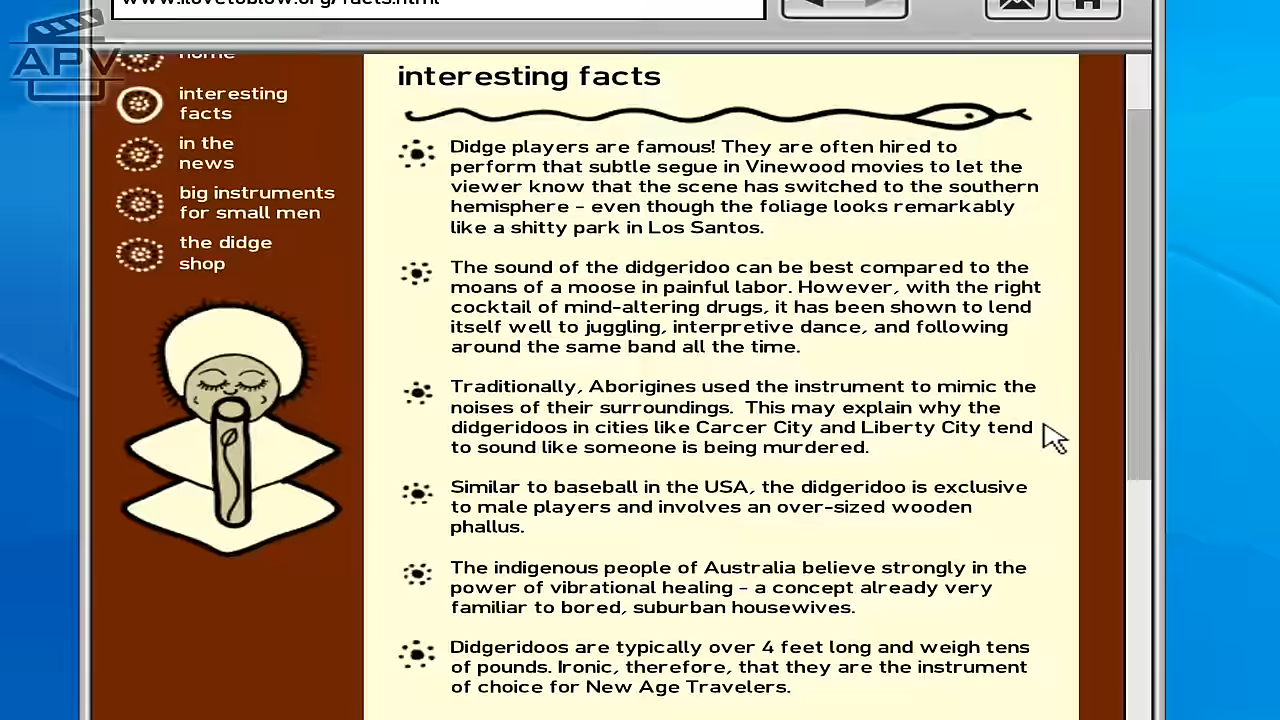 www.ilovetoblow.org/facts.html
APV
home
interesting
facts
in the
news
big instruments
for small men
the didge
shop
interesting facts
Didge players are famous! They are often hired to
perform that subtle segue in Vinewood movies to let the
viewer know that the scene has switched to the southern
hemisphere - even though the foliage looks remarkably
like a shitty park in Los Santos.
The sound of the didgeridoo can be best compared to the
moans of a moose in painful labor. However, with the right
cocktail of mind-altering drugs, it has been shown to lend
itself well to juggling, interpretive dance, and following
around the same band all the time.
Traditionally, Aborigines used the instrument to mimic the
noises of their surroundings. This may explain why the
didgeridoos in cities like Carcer City and Liberty City tend
to sound like someone is being murdered.
Similar to baseball in the USA, the didgeridoo is exclusive
to male players and involves an over-sized wooden
phallus.
The indigenous people of Australia believe strongly in the
power of vibrational healing - a concept already very
familiar to bored, suburban housewives.
Didgeridoos are typically over 4 feet long and weigh tens
of pounds. Ironic, therefore, that they are the instrument
of choice for New Age Travelers.